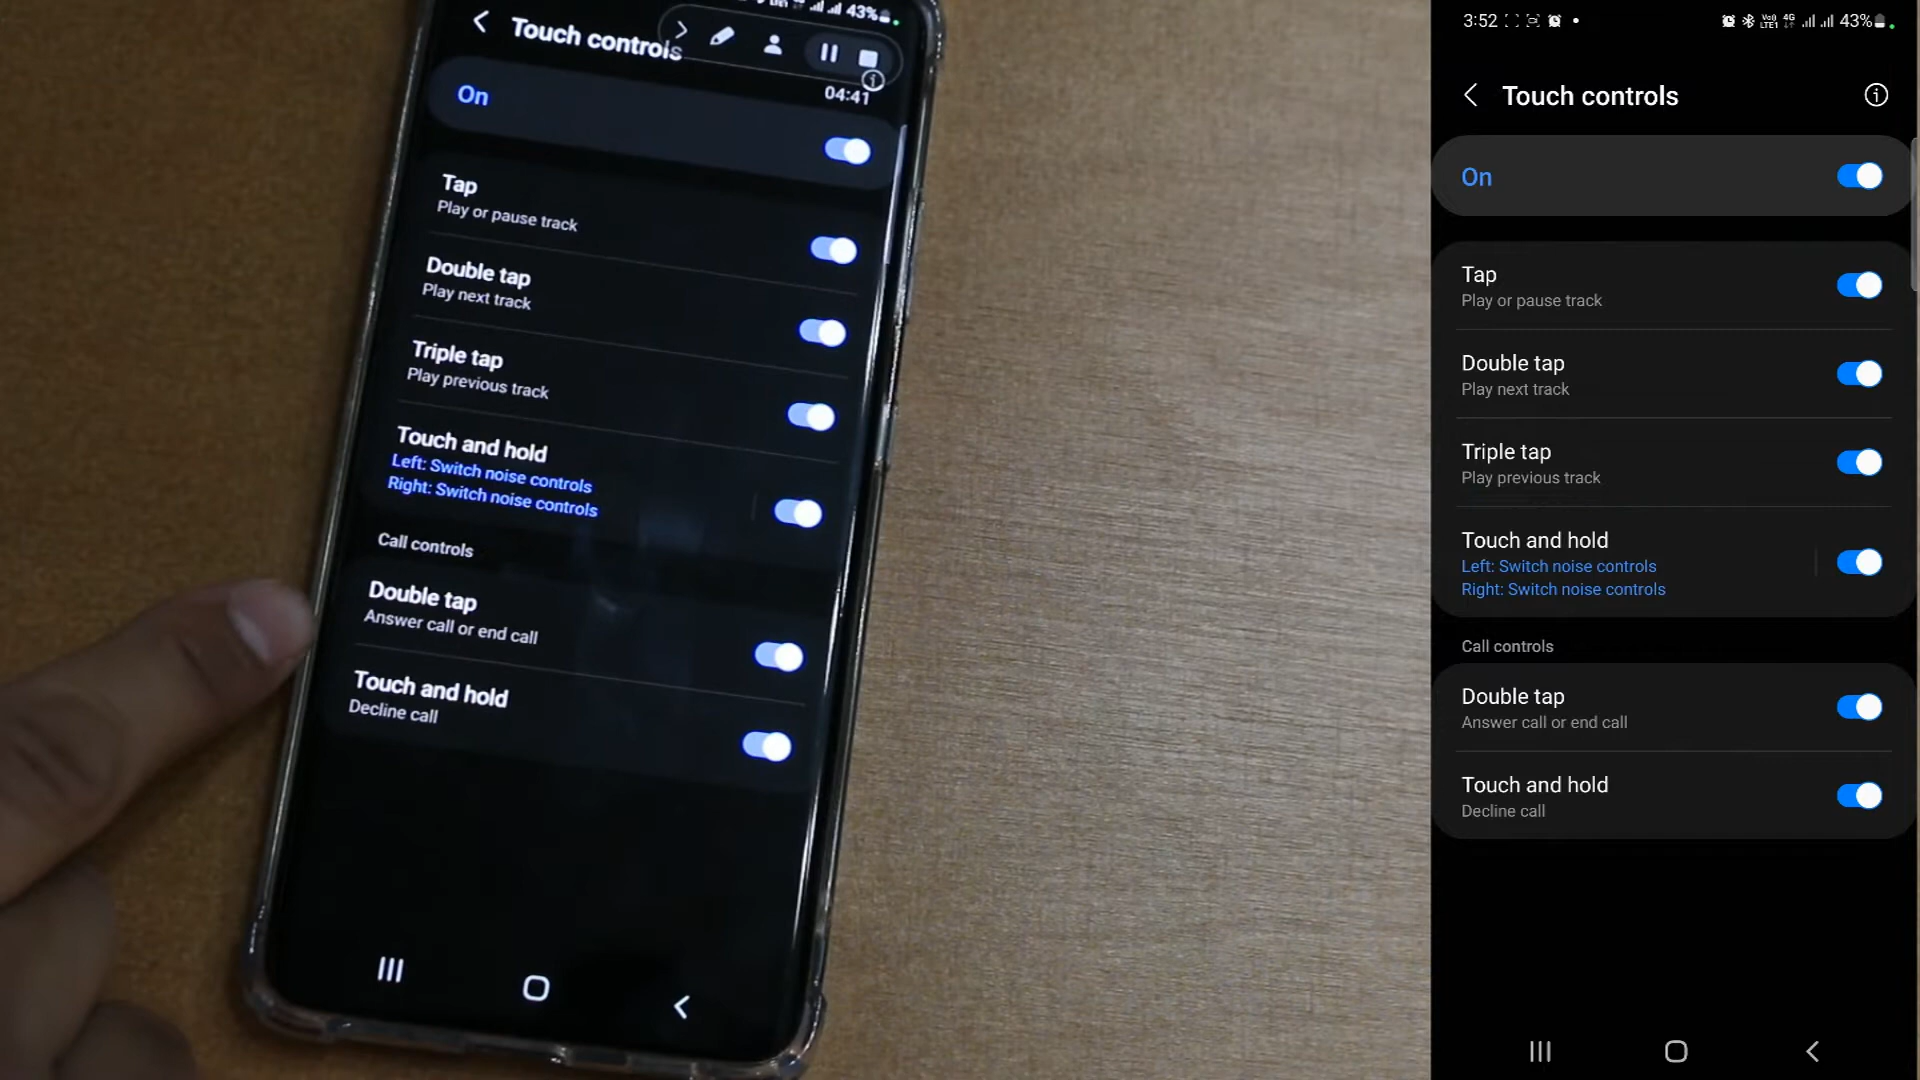 43%
Touch controls
04:41
On
Tap
Play or pause track
Double tap
Play next track
Triple tap
Play previous track
Touch and hold
Left: Switch noise controls
Right: Switch noise controls
Call controls
Double tap
Answer call or end call
Touch and hold
Decline call
3:52 Vo) LTE1 4G 43%
Touch controls
On
Tap
Play or pause track
Double tap
Play next track
Triple tap
Play previous track
Touch and hold
Left: Switch noise controls
Right: Switch noise controls
Call controls
Double tap
Answer call or end call
Touch and hold
Decline call